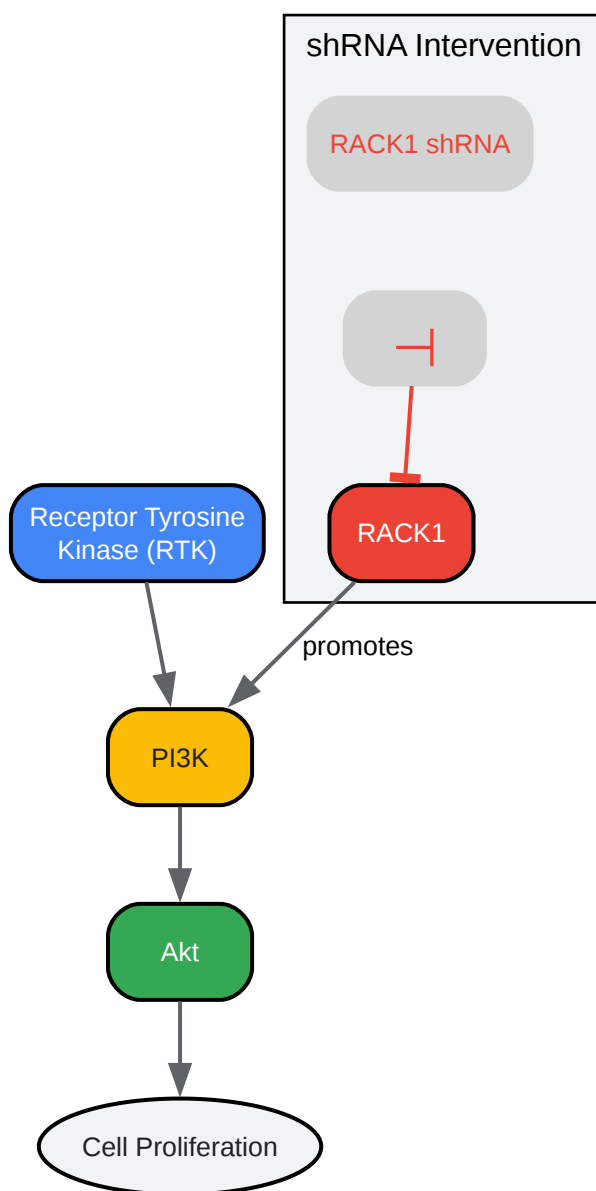 shRNA Intervention
RACK1 shRNA
⊣
Receptor Tyrosine
Kinase (RTK)
RACK1
promotes
PI3K
Akt
Cell Proliferation